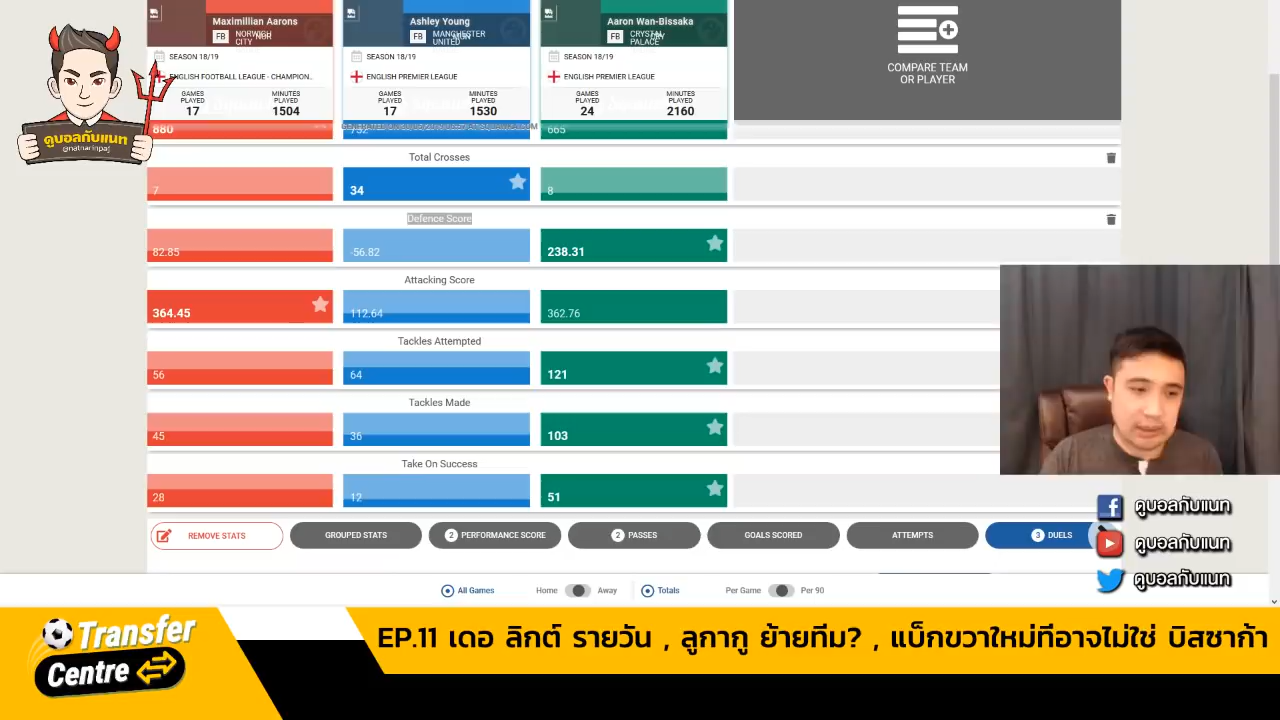 Maximillian Aarons
FB
NORWICH
CITY
SEASON 18/19
ENGLISH FOOTBALL LEAGUE - CHAMPION..
GAMES
PLAYED
17
MINUTES
PLAYED
1504
Ashley Young
FB
MANCHESTER
UNITED
SEASON 18/19
ENGLISH PREMIER LEAGUE
GAMES
PLAYED
17
MINUTES
PLAYED
1530
Aaron Wan-Bissaka
FB
CRYSTAL
PALACE
SEASON 18/19
ENGLISH PREMIER LEAGUE
GAMES
PLAYED
24
MINUTES
PLAYED
2160
COMPARE TEAM
OR PLAYER
ดูบอลกับแนท
@natnarinpaj
880
732
665
Total Crosses
7
34
8
Defence Score
82.85
-56.82
238.31
Attacking Score
364.45
112.64
362.76
Tackles Attempted
56
64
121
Tackles Made
45
36
103
Take On Success
28
12
51
REMOVE STATS
GROUPED STATS
2 PERFORMANCE SCORE
2 PASSES
GOALS SCORED
ATTEMPTS
3 DUELS
All Games
Home
Away
Totals
Per Game
Per 90
ดูบอลกับแนท
ดูบอลกับแนท
ดูบอลกับแนท
Transfer
Centre
EP.11 เดอ ลิกต์ รายวัน , ลูกากู ย้ายทีม? , แบ็กขวาใหม่ที่อาจไม่ใช่ บิสซาก้า